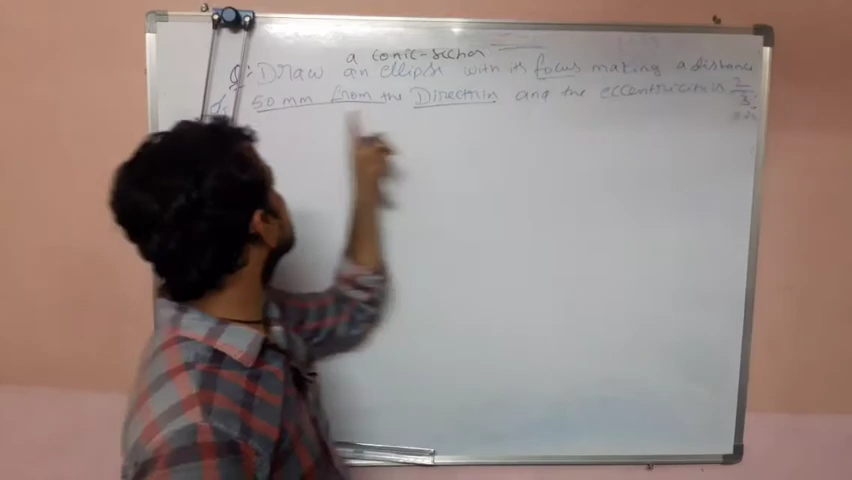 a conic-section
Q: Draw an ellipse with its focus making a distance
50 mm from the Directrix and the eccentricity is 2/3